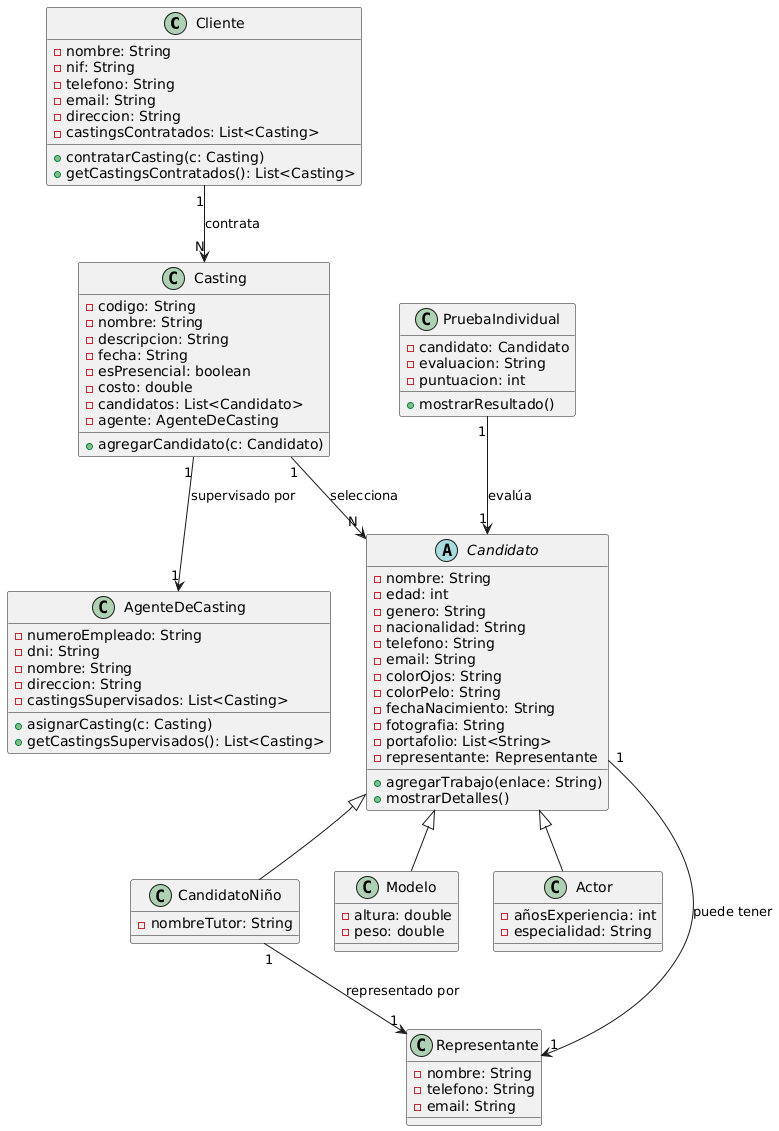 C Cliente
nombre: String
nif: String
telefono: String
email: String
direccion: String
castingsContratados: List<Casting>
contratarCasting(c: Casting)
getCastingsContratados(): List<Casting>
1
contrata
N
C Casting
codigo: String
nombre: String
descripcion: String
fecha: String
esPresencial: boolean
costo: double
candidatos: List<Candidato>
agente: AgenteDeCasting
agregarCandidato(c: Candidato)
C PruebaIndividual
candidato: Candidato
evaluacion: String
puntuacion: int
mostrarResultado()
1
supervisado por
1
1
selecciona
N
1
evalúa
1
C AgenteDeCasting
numeroEmpleado: String
dni: String
nombre: String
direccion: String
castingsSupervisados: List<Casting>
asignarCasting(c: Casting)
getCastingsSupervisados(): List<Casting>
A Candidato
nombre: String
edad: int
genero: String
nacionalidad: String
telefono: String
email: String
colorOjos: String
colorPelo: String
fechaNacimiento: String
fotografia: String
portafolio: List<String>
representante: Representante
agregarTrabajo(enlace: String)
mostrarDetalles()
1
puede tener
1
C CandidatoNiño
nombreTutor: String
C Modelo
altura: double
peso: double
C Actor
añosExperiencia: int
especialidad: String
1
representado por
1
C Representante
nombre: String
telefono: String
email: String